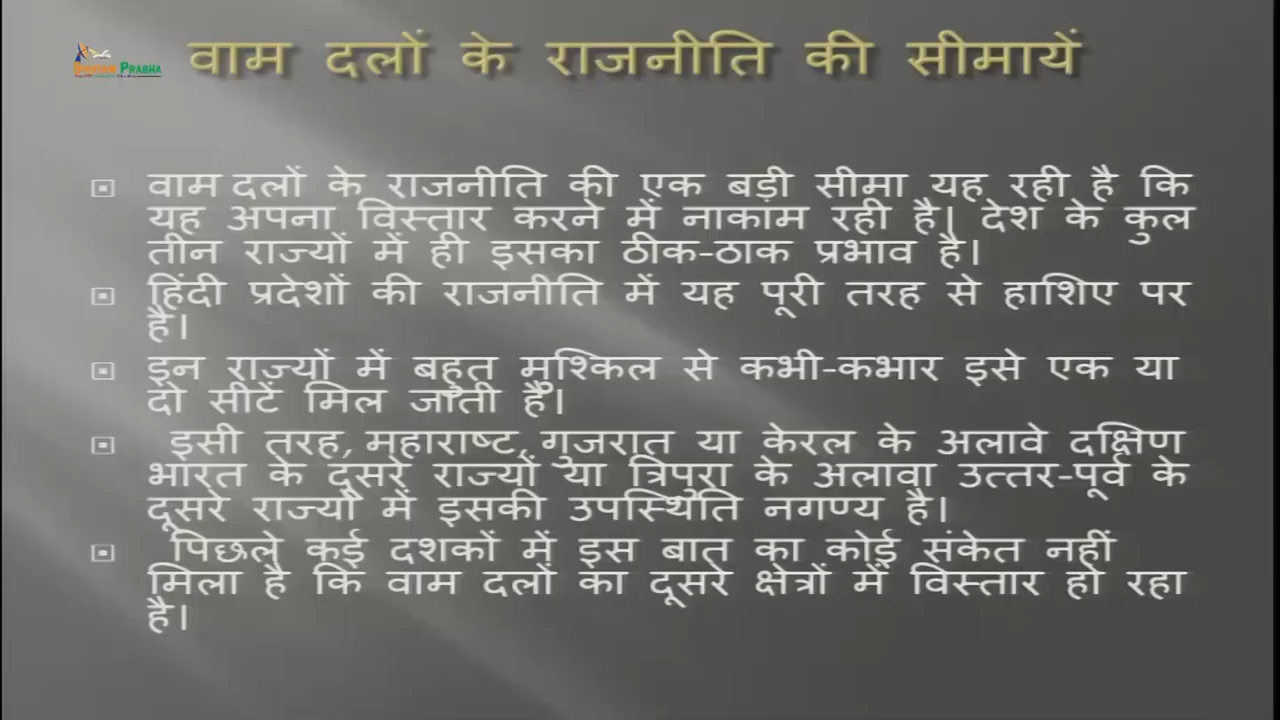 वाम दलों के राजनीति की सीमायें
PRABHA
वाम दलों के राजनीति की एक बड़ी सीमा यह रही है कि
यह अपना विस्तार करने में नाकाम रही है। देश के कुल
तीन राज्यों में ही इसका ठीक-ठाक प्रभाव है।
हिंदी प्रदेशों की राजनीति में यह पूरी तरह से हाशिए पर
है।
इन राज्यों में बहुत मुश्किल से कभी-कभार इसे एक या
दो सीटें मिल जाती है।
इसी तरह, महाराष्ट, गुजरात या केरल के अलावे दक्षिण
भारत के दूसरे राज्यों या त्रिपुरा के अलावा उत्तर-पूर्व के
दूसरे राज्यों में इसकी उपस्थिति नगण्य है।
पिछले कई दशकों में इस बात का कोई संकेत नहीं
मिला है कि वाम दलों का दूसरे क्षेत्रों में विस्तार हो रहा
है।